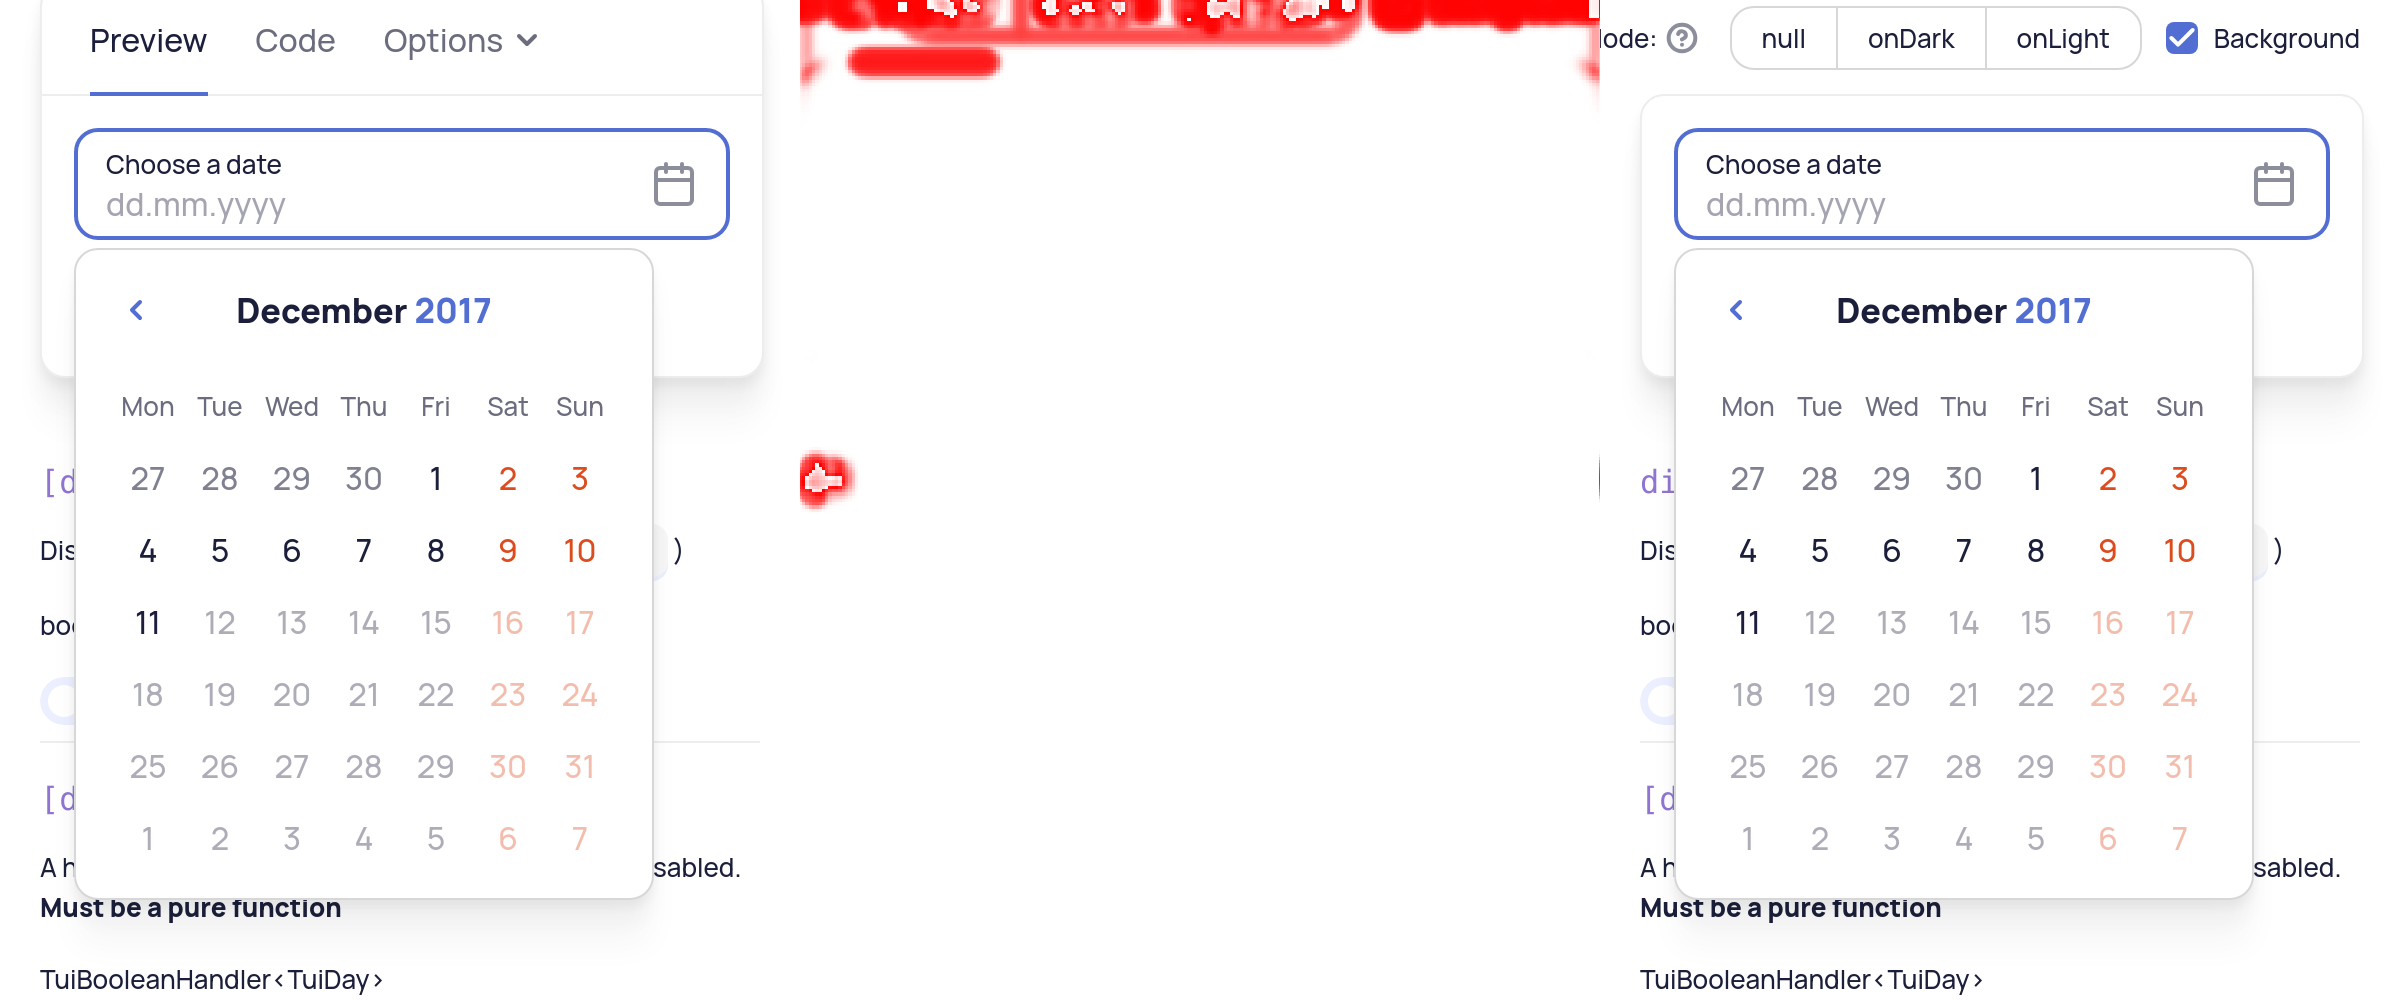 Preview Code Options
Choose a date
dd.mm.yyyy
December 2017
Mon Tue Wed Thu Fri Sat Sun
27 28 29 30 1 2 3
4 5 6 7 8 9 10
11 12 13 14 15 16 17
18 19 20 21 22 23 24
25 26 27 28 29 30 31
1 2 3 4 5 6 7
[d
Dis )
boo
[d
A h sabled.
Must be a pure function
TuiBooleanHandler<TuiDay>
ode: null onDark onLight Background
Choose a date
dd.mm.yyyy
December 2017
Mon Tue Wed Thu Fri Sat Sun
27 28 29 30 1 2 3
4 5 6 7 8 9 10
11 12 13 14 15 16 17
18 19 20 21 22 23 24
25 26 27 28 29 30 31
1 2 3 4 5 6 7
di
Dis )
boo
[d
A h sabled.
Must be a pure function
TuiBooleanHandler<TuiDay>